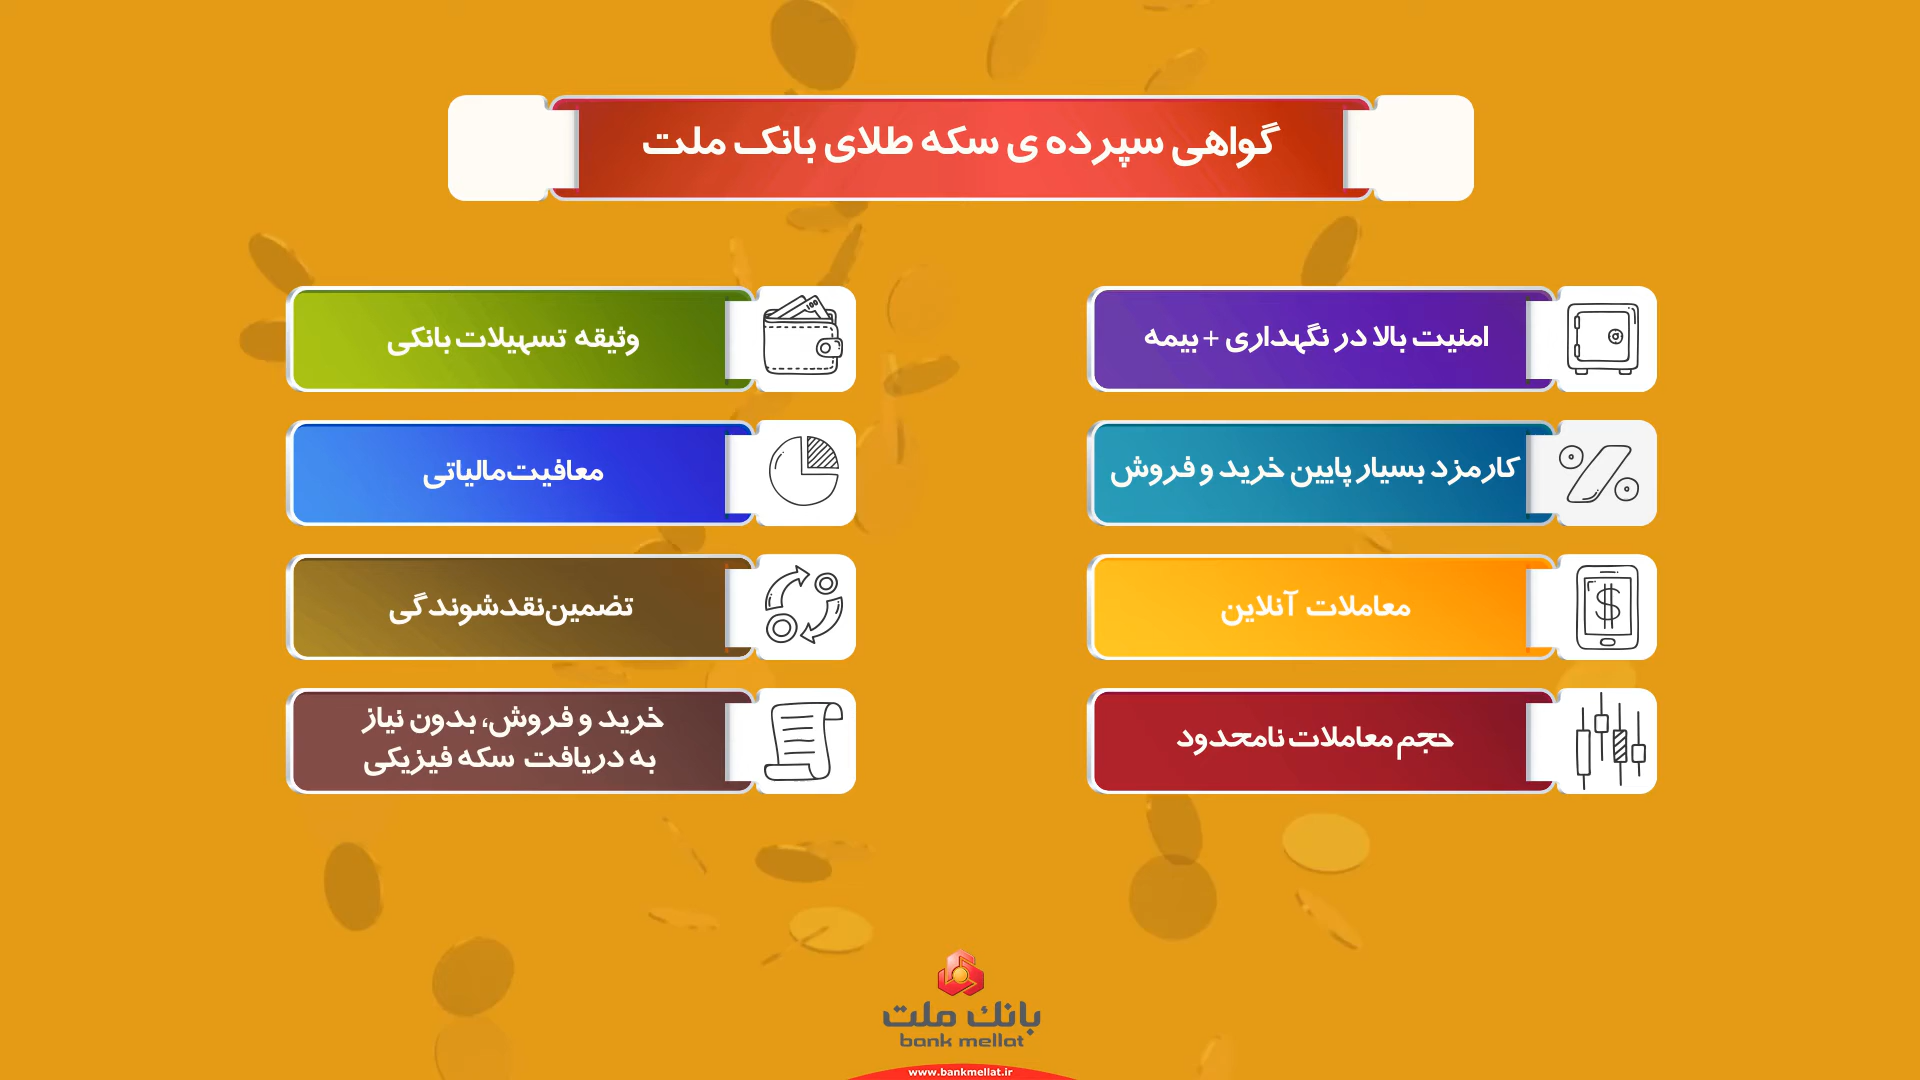 گواهی سپرده ی سکه طلای بانک ملت
امنیت بالا در نگهداری + بیمه
کارمزد بسیار پایین خرید و فروش
معاملات آنلاین
حجم معاملات نامحدود
وثیقه تسهیلات بانکی
100
معافیت‌مالیاتی
تضمین‌نقدشوندگی
خرید و فروش، بدون نیاز
به دریافت سکه فیزیکی
بانك ملت
bank mellat
www.bankmellat.ir